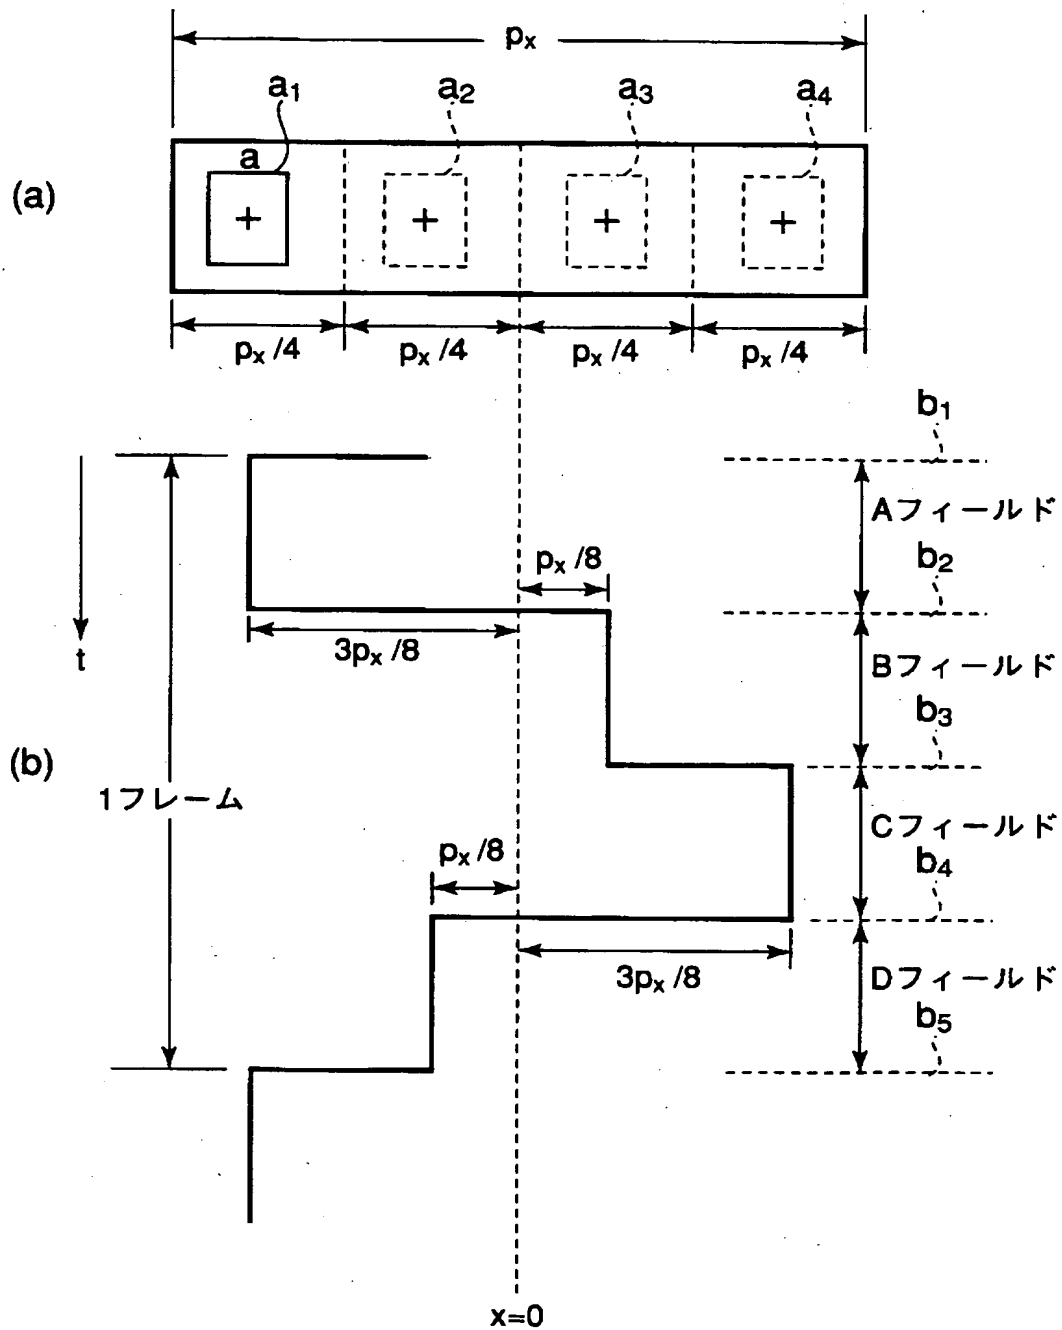 px
a1
a2
a3
a4
a
(a)
px/4
px/4
px/4
px/4
b1
Aフィールド
b2
px/8
3px/8
t
Bフィールド
b3
(b)
1フレーム
Cフィールド
px/8
b4
3px/8
Dフィールド
b5
x=0